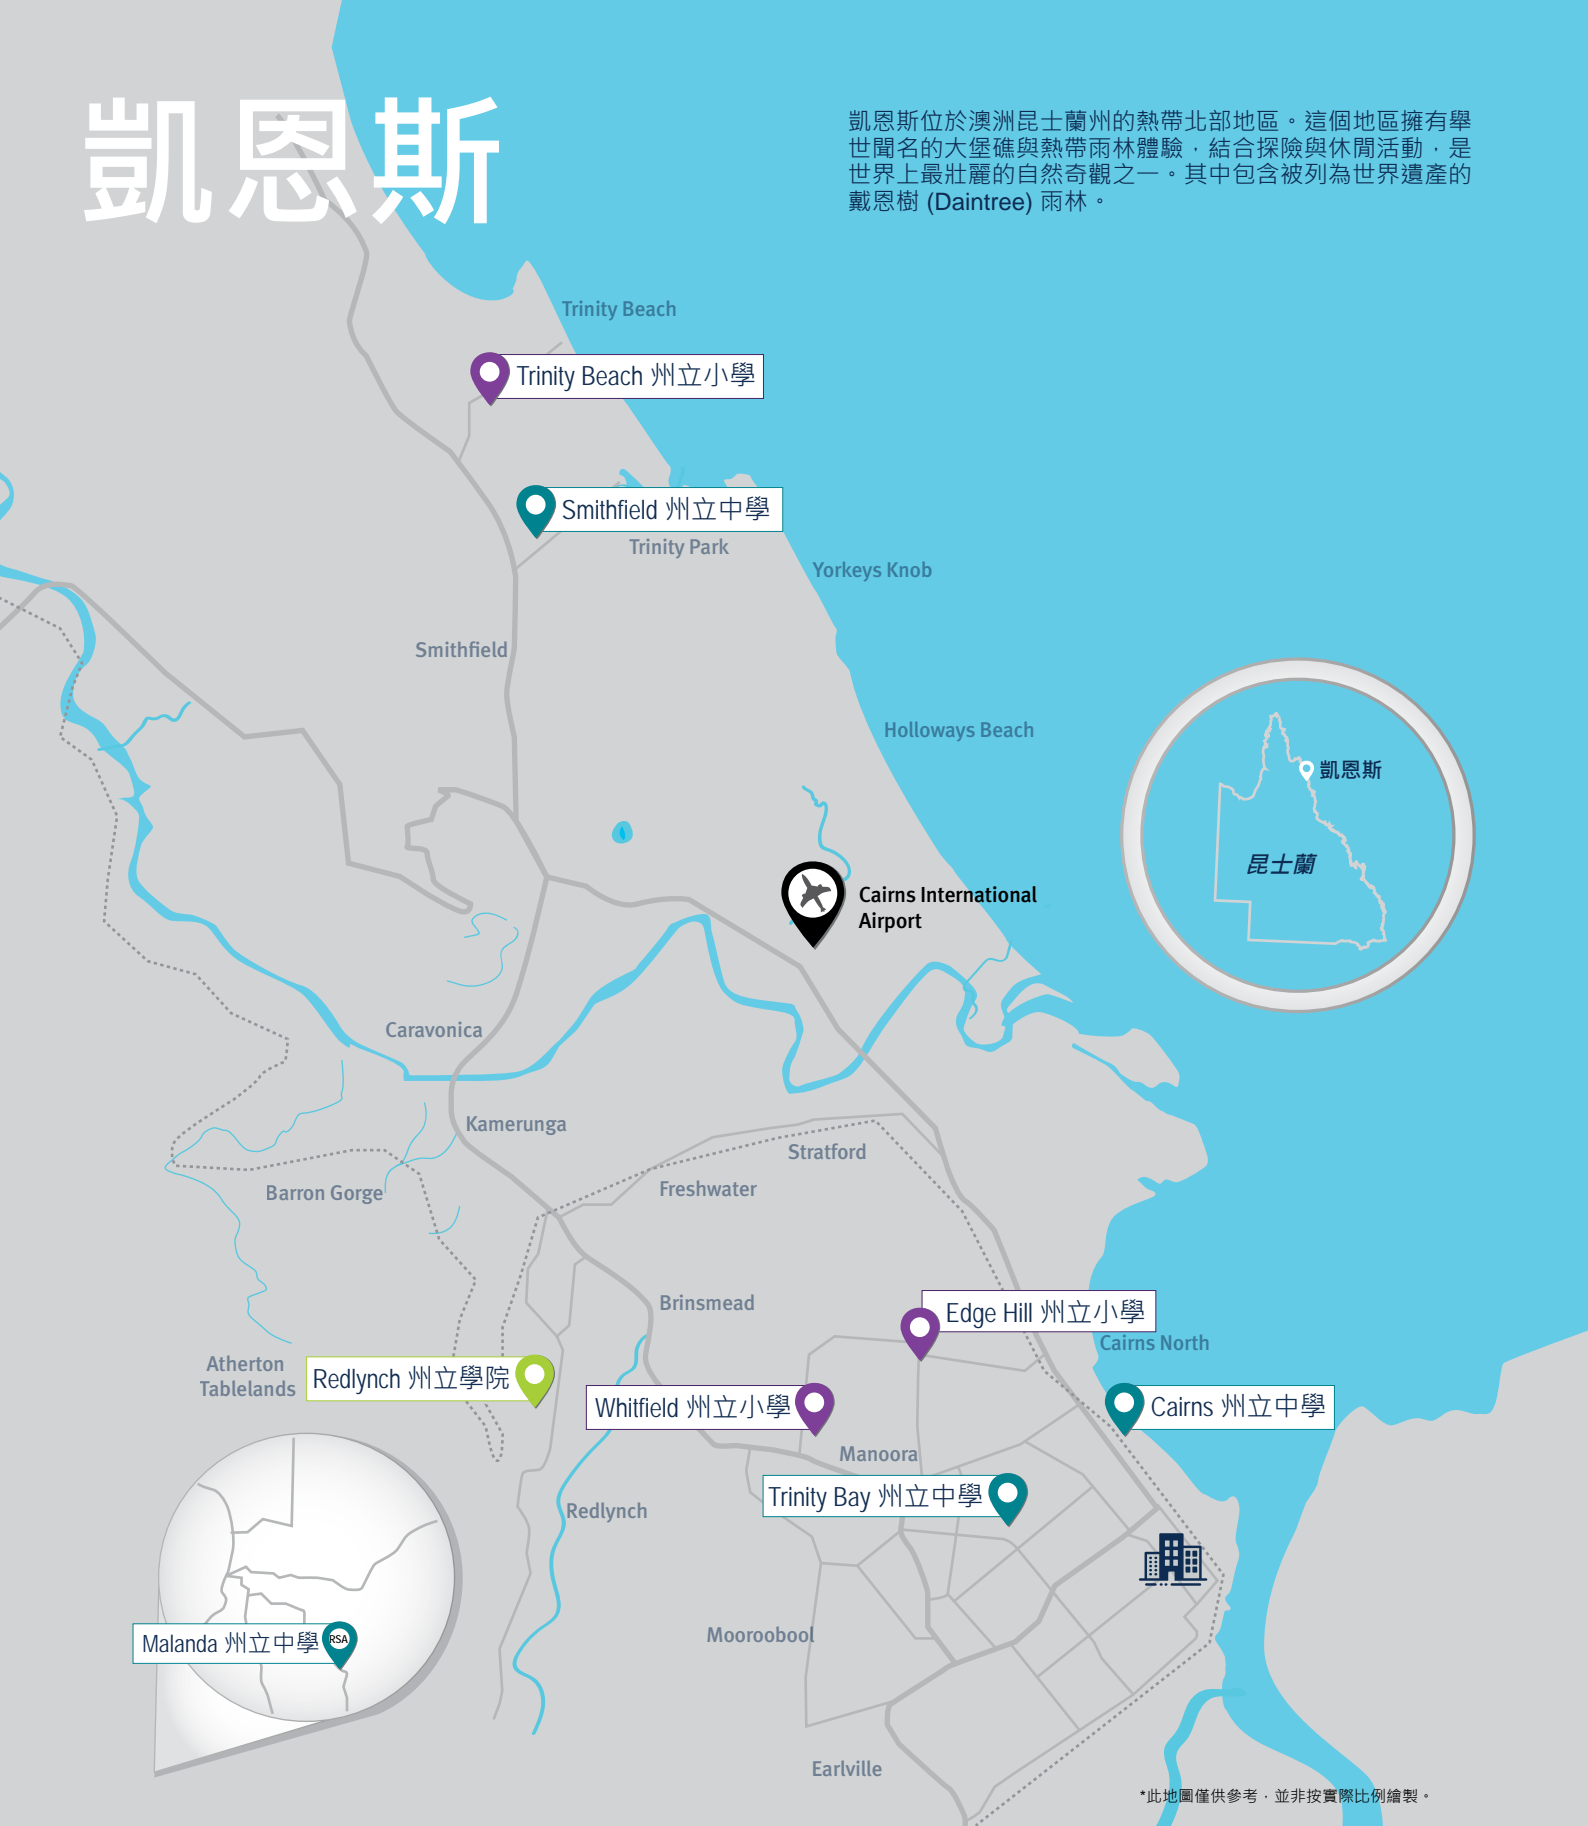 凱恩斯
凱恩斯位於澳洲昆士蘭州的熱帶北部地區。這個地區擁有舉
世聞名的大堡礁與熱帶雨林體驗，結合探險與休閒活動，是
世界上最壯麗的自然奇觀之一。其中包含被列為世界遺產的
戴恩樹 (Daintree) 雨林。
Trinity Beach
Trinity Beach 州立小學
Smithfield 州立中學
Trinity Park
Yorkeys Knob
Smithfield
Holloways Beach
凱恩斯
昆士蘭
Cairns International
Airport
Caravonica
Kamerunga
Stratford
Freshwater
Barron Gorge
Brinsmead
Edge Hill 州立小學
Cairns North
Atherton
Tablelands
Redlynch 州立學院
Whitfield 州立小學
Cairns 州立中學
Manoora
Trinity Bay 州立中學
Redlynch
Mooroobool
Malanda 州立中學
RSA
Earlville
*此地圖僅供參考，並非按實際比例繪製。